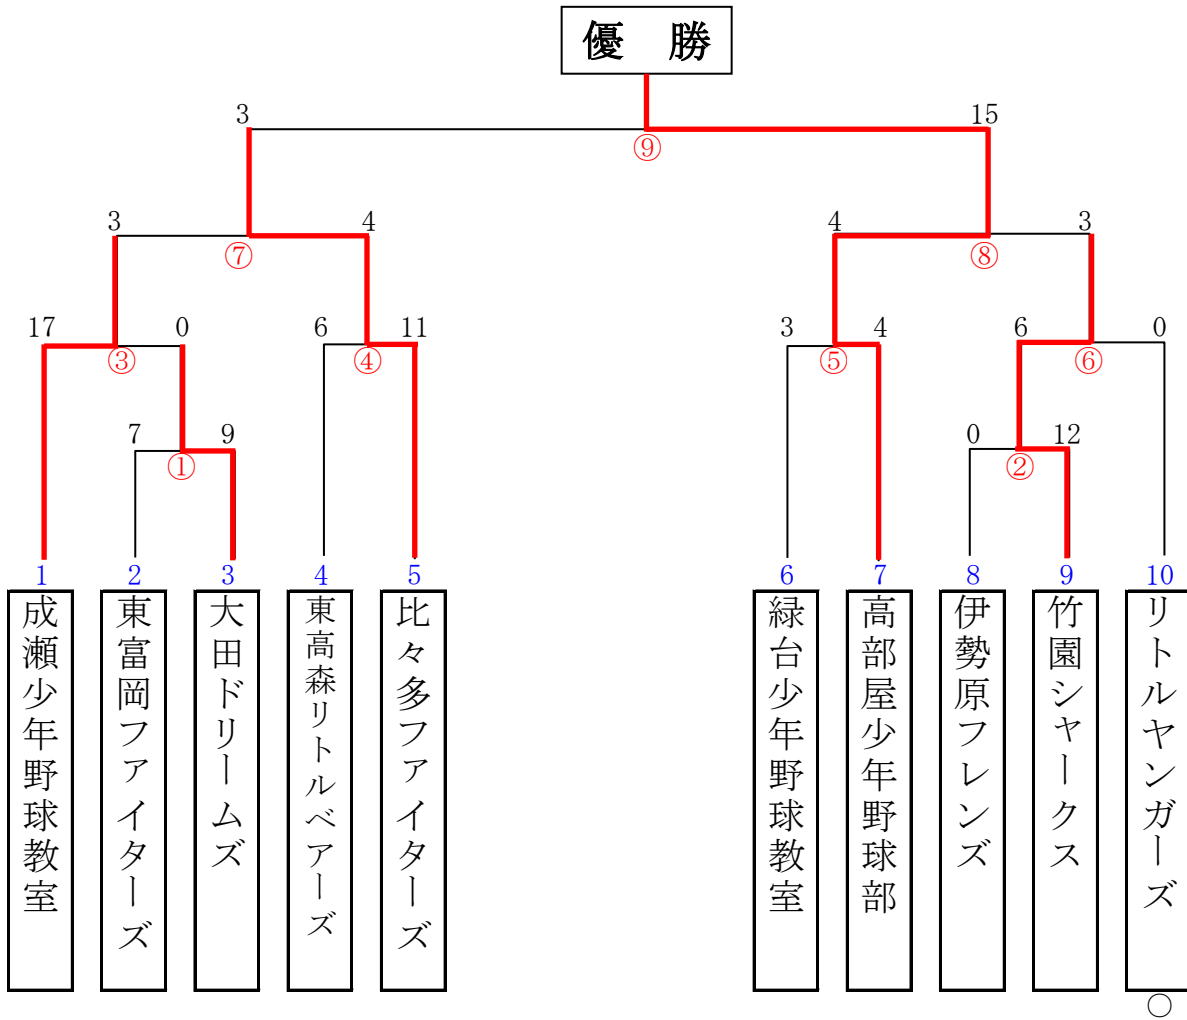 優 勝
3 15
⑨
3 4 4 3
⑦ ⑧
17 0 6 11 3 4 6 0
③ ④ ⑤ ⑥
7 9 0 12
① ②
1 2 3 4 5 6 7 8 9 10
成瀬少年野球教室
東富岡ファイターズ
大田ドリームズ
東高森リトルベアーズ
比々多ファイターズ
緑台少年野球教室
高部屋少年野球部
伊勢原フレンズ
竹園シャークス
リトルヤンガーズ
○